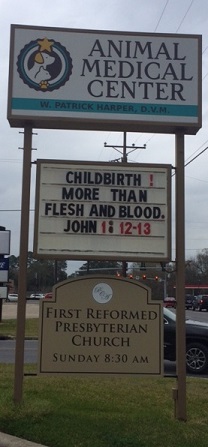 ANIMAL
MEDICAL
CENTER
W. PATRICK HARPER, D.V.M.
CHILDBIRTH !
MORE THAN
FLESH AND BLOOD.
JOHN 1: 12-13
FIRST REFORMED
PRESBYTERIAN
CHURCH
SUNDAY 8:30 AM